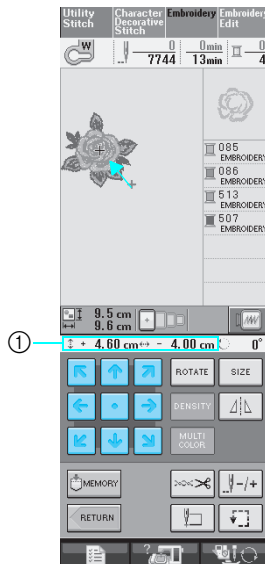 Utility Stitch
Character Decorative Stitch
Embroidery
Embroidery Edit
W
0
7744
0 min
13 min
0
4
085
EMBROIDERY
086
EMBROIDERY
513
EMBROIDERY
507
EMBROIDERY
9.5 cm
9.6 cm
① + 4.60 cm - 4.00 cm 0°
ROTATE
SIZE
DENSITY
MULTI COLOR
MEMORY
-/+
RETURN
?